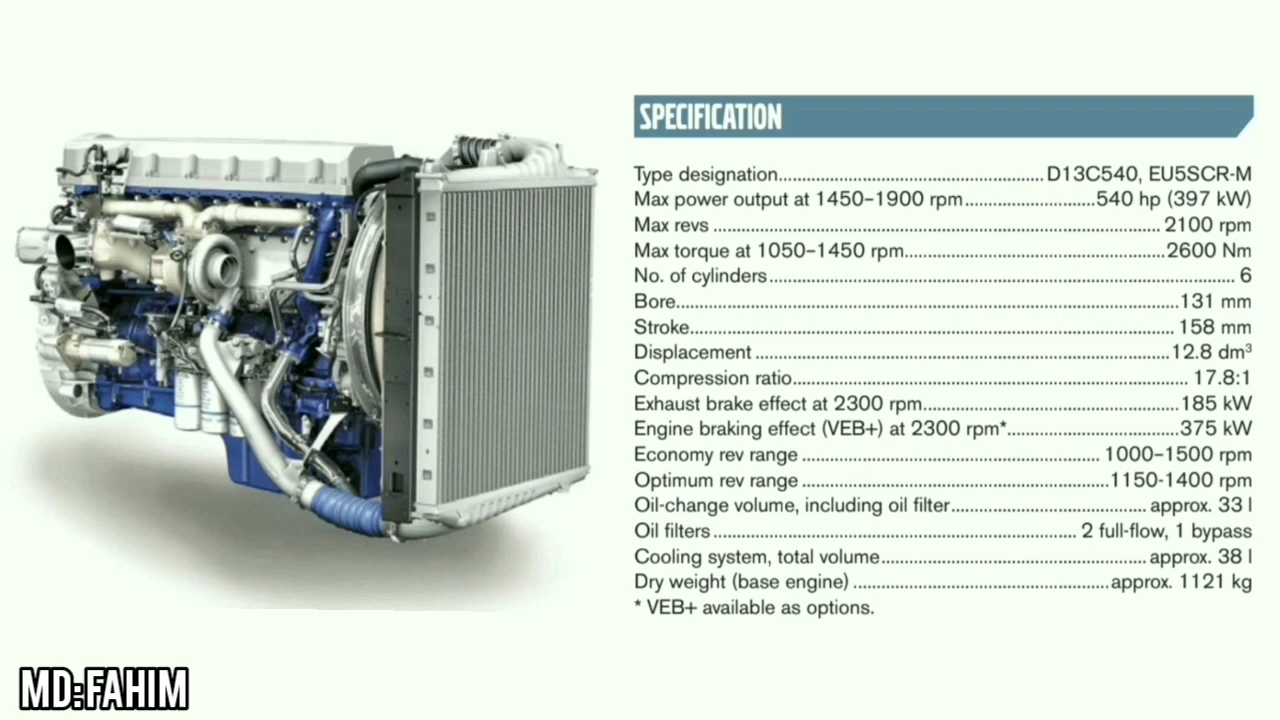 SPECIFICATION
Type designation........................................................D13C540, EU5SCR-M
Max power output at 1450–1900 rpm............................540 hp (397 kW)
Max revs .................................................................................. 2100 rpm
Max torque at 1050–1450 rpm........................................................2600 Nm
No. of cylinders.................................................................................... 6
Bore..............................................................................................131 mm
Stroke........................................................................................... 158 mm
Displacement ................................................................................12.8 dm³
Compression ratio........................................................................... 17.8:1
Exhaust brake effect at 2300 rpm......................................................185 kW
Engine braking effect (VEB+) at 2300 rpm*.....................................375 kW
Economy rev range ............................................................... 1000–1500 rpm
Optimum rev range .................................................................1150-1400 rpm
Oil-change volume, including oil filter.......................................... approx. 33 l
Oil filters ............................................................................. 2 full-flow, 1 bypass
Cooling system, total volume......................................................... approx. 38 l
Dry weight (base engine) ......................................................approx. 1121 kg
* VEB+ available as options.
MD:FAHIM